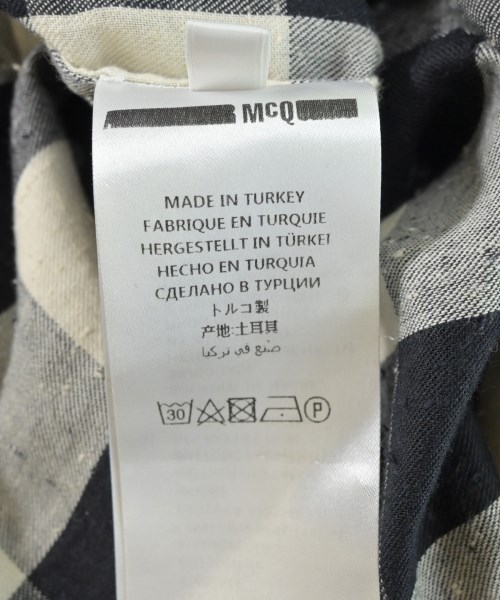 McQ
MADE IN TURKEY
FABRIQUE EN TURQUIE
HERGESTELLT IN TÜRKEI
HECHO EN TURQUIA
СДЕЛАНО В ТУРЦИИ
トルコ製
产地:土耳其
صنع في تركيا
30 P